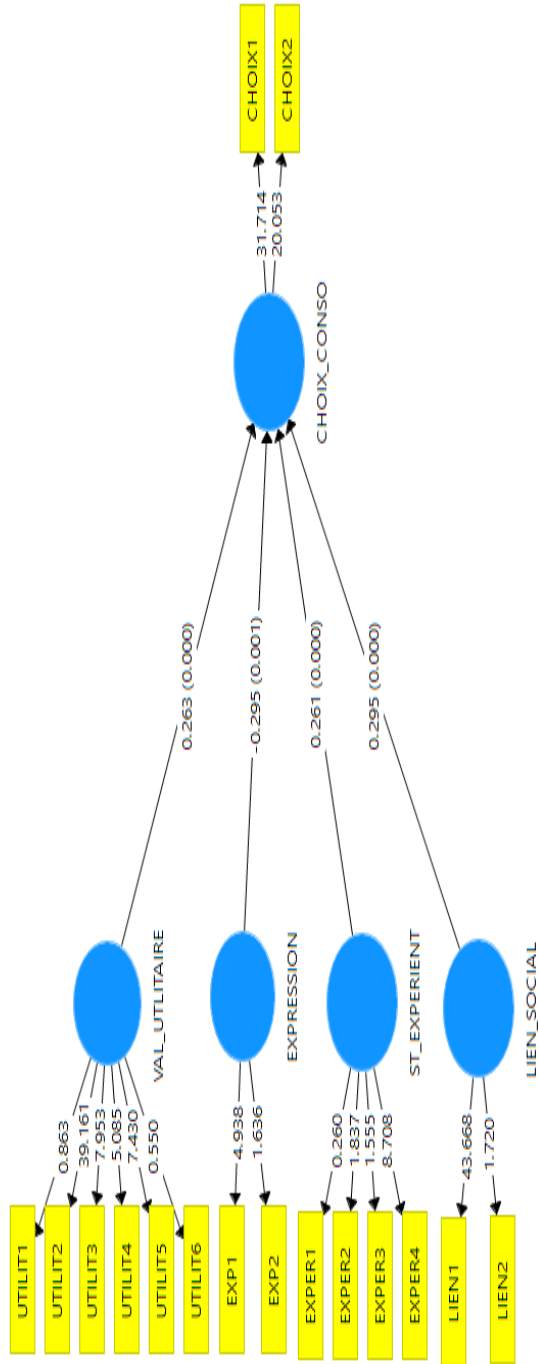 UTILIT1
UTILIT2
UTILIT3
UTILIT4
UTILIT5
UTILIT6
0.863
39.161
7.953
5.085
7.430
0.550
VAL_UTLITAIRE
0.263 (0.000)
EXP1
EXP2
4.938
1.636
EXPRESSION
-0.295 (0.001)
EXPER1
EXPER2
EXPER3
EXPER4
0.260
1.837
1.555
8.708
ST_EXPERIENT
0.261 (0.000)
LIEN1
LIEN2
43.668
1.720
LIEN_SOCIAL
0.295 (0.000)
CHOIX_CONSO
31.714
20.053
CHOIX1
CHOIX2